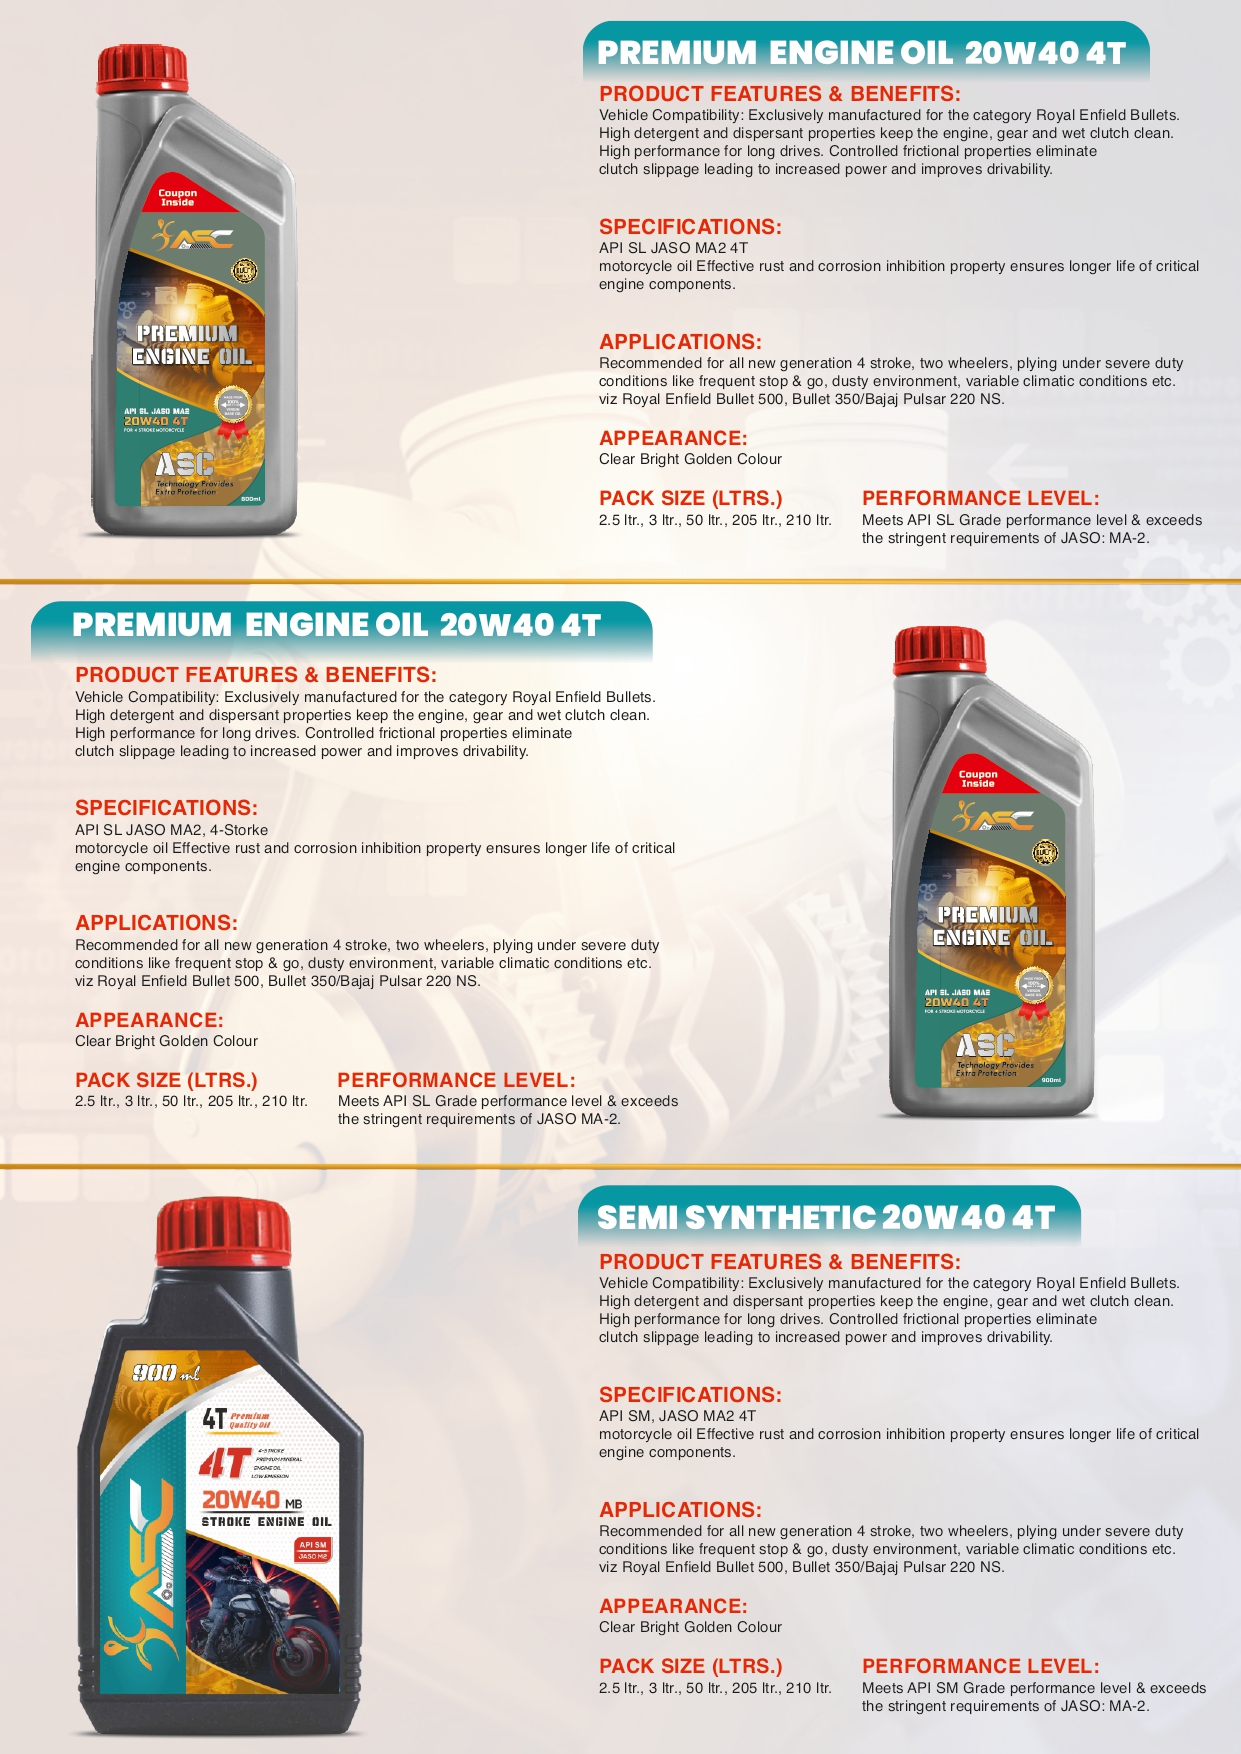 PREMIUM ENGINE OIL 20W40 4T
PRODUCT FEATURES & BENEFITS:
Vehicle Compatibility: Exclusively manufactured for the category Royal Enfield Bullets.
High detergent and dispersant properties keep the engine, gear and wet clutch clean.
High performance for long drives. Controlled frictional properties eliminate
clutch slippage leading to increased power and improves drivability.
SPECIFICATIONS:
API SL JASO MA2 4T
motorcycle oil Effective rust and corrosion inhibition property ensures longer life of critical
engine components.
APPLICATIONS:
Recommended for all new generation 4 stroke, two wheelers, plying under severe duty
conditions like frequent stop & go, dusty environment, variable climatic conditions etc.
viz Royal Enfield Bullet 500, Bullet 350/Bajaj Pulsar 220 NS.
APPEARANCE:
Clear Bright Golden Colour
PACK SIZE (LTRS.)
2.5 ltr., 3 ltr., 50 ltr., 205 ltr., 210 ltr.
PERFORMANCE LEVEL:
Meets API SL Grade performance level & exceeds
the stringent requirements of JASO: MA-2.
Coupon
Inside
ASC
PREMIUM
ENGINE OIL
API SL JASO MA2
20W40 4T
FOR 4 STROKE MOTORCYCLE
MADE FROM
100%
VIRGIN
BASE OIL
ASC
Technology Provides
Extra Protection
800ml
PREMIUM ENGINE OIL 20W40 4T
PRODUCT FEATURES & BENEFITS:
Vehicle Compatibility: Exclusively manufactured for the category Royal Enfield Bullets.
High detergent and dispersant properties keep the engine, gear and wet clutch clean.
High performance for long drives. Controlled frictional properties eliminate
clutch slippage leading to increased power and improves drivability.
SPECIFICATIONS:
API SL JASO MA2, 4-Storke
motorcycle oil Effective rust and corrosion inhibition property ensures longer life of critical
engine components.
APPLICATIONS:
Recommended for all new generation 4 stroke, two wheelers, plying under severe duty
conditions like frequent stop & go, dusty environment, variable climatic conditions etc.
viz Royal Enfield Bullet 500, Bullet 350/Bajaj Pulsar 220 NS.
APPEARANCE:
Clear Bright Golden Colour
PACK SIZE (LTRS.)
2.5 ltr., 3 ltr., 50 ltr., 205 ltr., 210 ltr.
PERFORMANCE LEVEL:
Meets API SL Grade performance level & exceeds
the stringent requirements of JASO MA-2.
Coupon
Inside
ASC
PREMIUM
ENGINE OIL
API SL JASO MA2
20W40 4T
FOR 4 STROKE MOTORCYCLE
MADE FROM
100%
VIRGIN
BASE OIL
ASC
Technology Provides
Extra Protection
900ml
SEMI SYNTHETIC 20W40 4T
PRODUCT FEATURES & BENEFITS:
Vehicle Compatibility: Exclusively manufactured for the category Royal Enfield Bullets.
High detergent and dispersant properties keep the engine, gear and wet clutch clean.
High performance for long drives. Controlled frictional properties eliminate
clutch slippage leading to increased power and improves drivability.
SPECIFICATIONS:
API SM, JASO MA2 4T
motorcycle oil Effective rust and corrosion inhibition property ensures longer life of critical
engine components.
APPLICATIONS:
Recommended for all new generation 4 stroke, two wheelers, plying under severe duty
conditions like frequent stop & go, dusty environment, variable climatic conditions etc.
viz Royal Enfield Bullet 500, Bullet 350/Bajaj Pulsar 220 NS.
APPEARANCE:
Clear Bright Golden Colour
PACK SIZE (LTRS.)
2.5 ltr., 3 ltr., 50 ltr., 205 ltr., 210 ltr.
PERFORMANCE LEVEL:
Meets API SM Grade performance level & exceeds
the stringent requirements of JASO: MA-2.
900 ml
4T Premium
Quality Oil
4T
4-STROKE
PREMIUM MINERAL
ENGINE OIL
LOW EMISSION
20W40 MB
STROKE ENGINE OIL
API SM
JASO M2
ASC